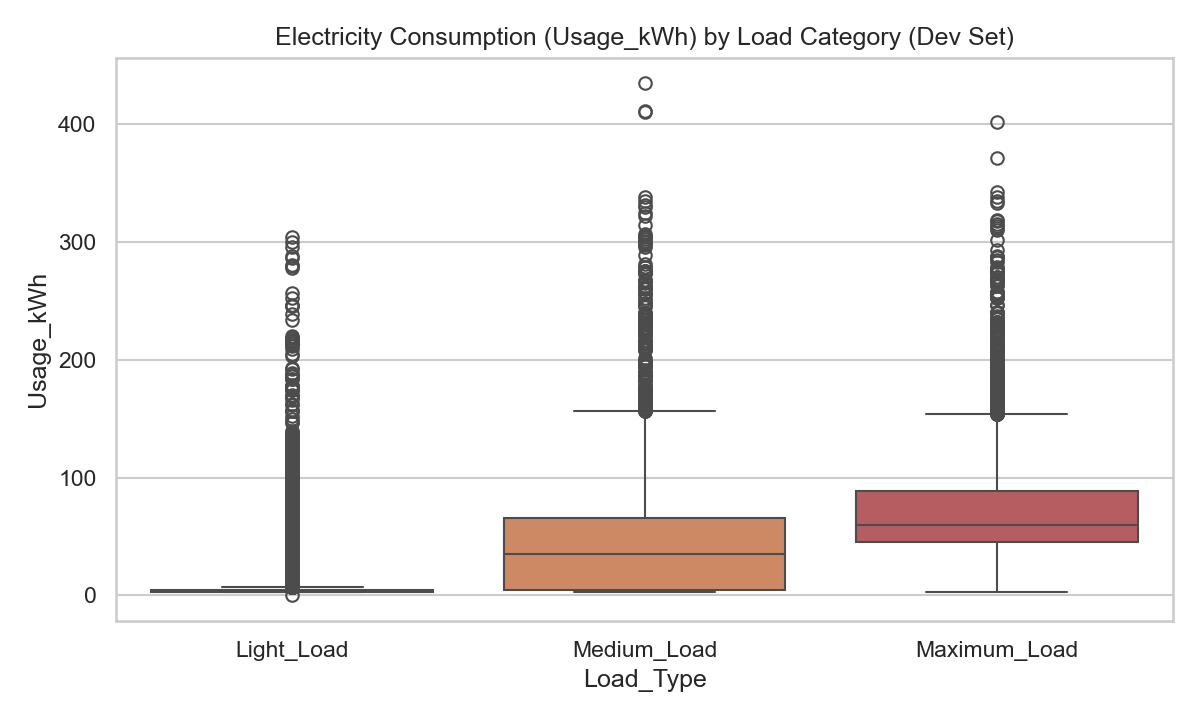 Electricity Consumption (Usage_kWh) by Load Category (Dev Set)
Usage_kWh
400
300
200
100
0
Light_Load
Medium_Load
Maximum_Load
Load_Type